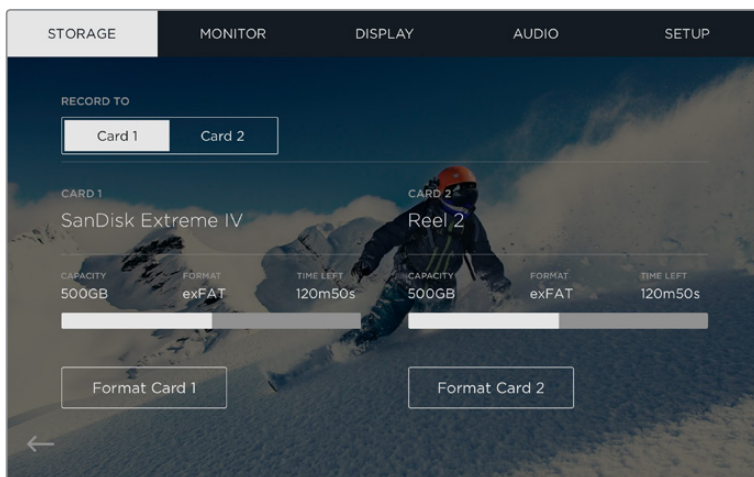 STORAGE MONITOR DISPLAY AUDIO SETUP
RECORD TO
Card 1 Card 2
CARD 1 CARD 2
SanDisk Extreme IV Reel 2
CAPACITY FORMAT TIME LEFT CAPACITY FORMAT TIME LEFT
500GB exFAT 120m50s 500GB exFAT 120m50s
Format Card 1 Format Card 2